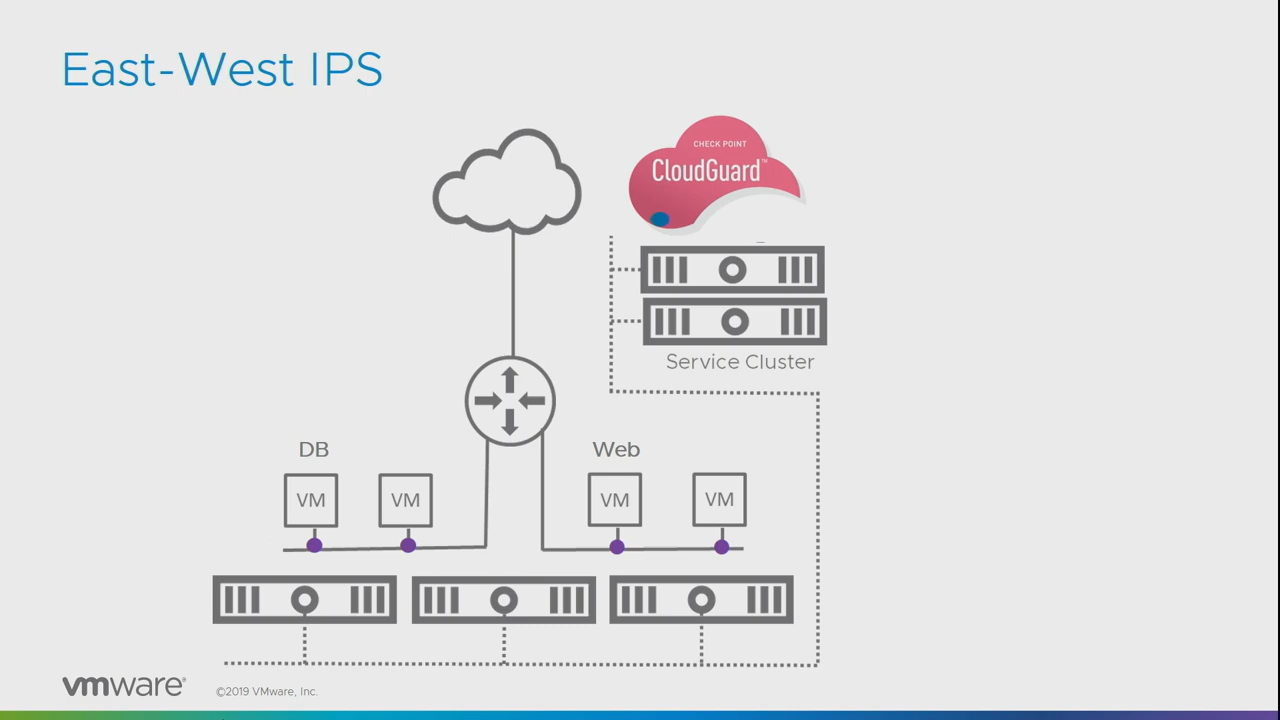 East-West IPS
CHECK POINT
CloudGuard™
Service Cluster
DB
Web
VM
VM
VM
VM
vmware®
©2019 VMware, Inc.